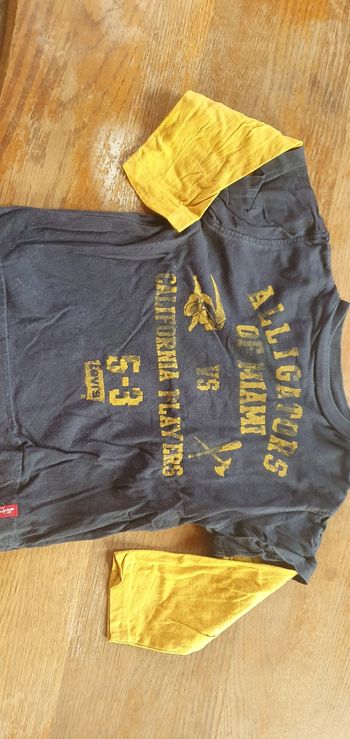 ALLIGATORS
OF MIAMI
VS
CALIFORNIA PLAYERS
5-3
LEVI'S